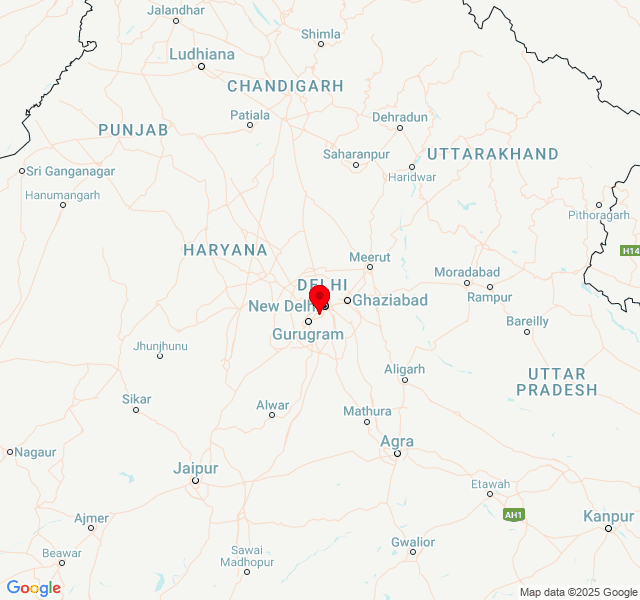 Jalandhar
Shimla
Ludhiana
CHANDIGARH
Patiala
Dehradun
PUNJAB
Saharanpur
UTTARAKHAND
Haridwar
Sri Ganganagar
Hanumangarh
Pithoragarh
HARYANA
H14
Meerut
Moradabad
DELHI
Rampur
Ghaziabad
New Delhi
Bareilly
Gurugram
Jhunjhunu
Aligarh
UTTAR
PRADESH
Sikar
Alwar
Mathura
Agra
Nagaur
Jaipur
Etawah
AH1
Kanpur
Ajmer
Gwalior
Beawar
Sawai
Madhopur
Google
Map data ©2025 Google